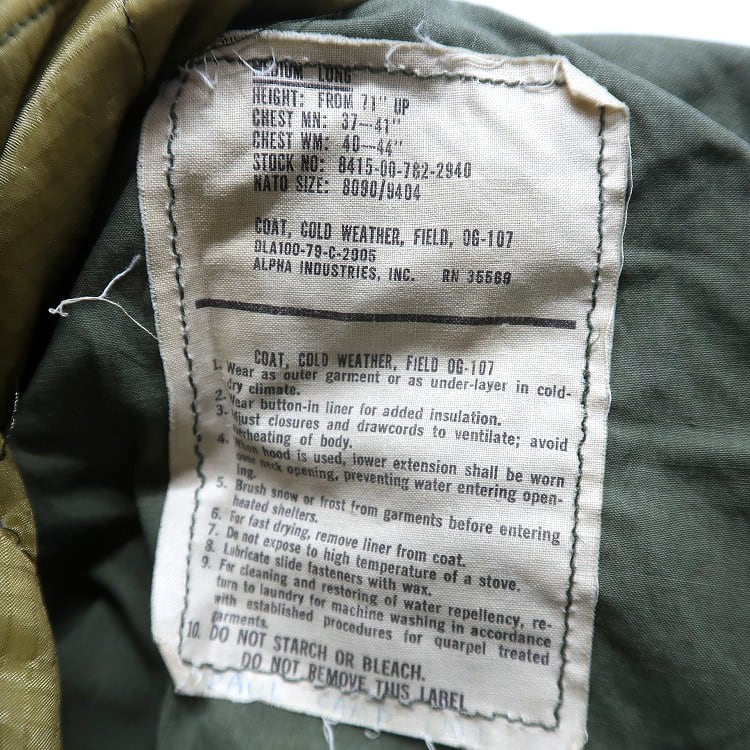 MEDIUM LONG
HEIGHT: FROM 71" UP
CHEST MN: 37—41"
CHEST WM: 40—44"
STOCK NO: 8415-00-782-2940
NATO SIZE: 8090/9404
COAT, COLD WEATHER, FIELD, OG-107
DLA100-79-C-2905
ALPHA INDUSTRIES, INC. RN 35569
COAT, COLD WEATHER, FIELD OG-107
1. Wear as outer garment or as under-layer in cold-
dry climate.
2. Wear button-in liner for added insulation.
3. Adjust closures and drawcords to ventilate; avoid
overheating of body.
4. When hood is used, lower extension shall be worn
over neck opening, preventing water entering open-
ing.
5. Brush snow or frost from garments before entering
heated shelters.
6. For fast drying, remove liner from coat.
7. Do not expose to high temperature of a stove.
8. Lubricate slide fasteners with wax.
9. For cleaning and restoring of water repellency, re-
turn to laundry for machine washing in accordance
with established procedures for quarpel treated
garments.
10. DO NOT STARCH OR BLEACH.
DO NOT REMOVE THIS LABEL